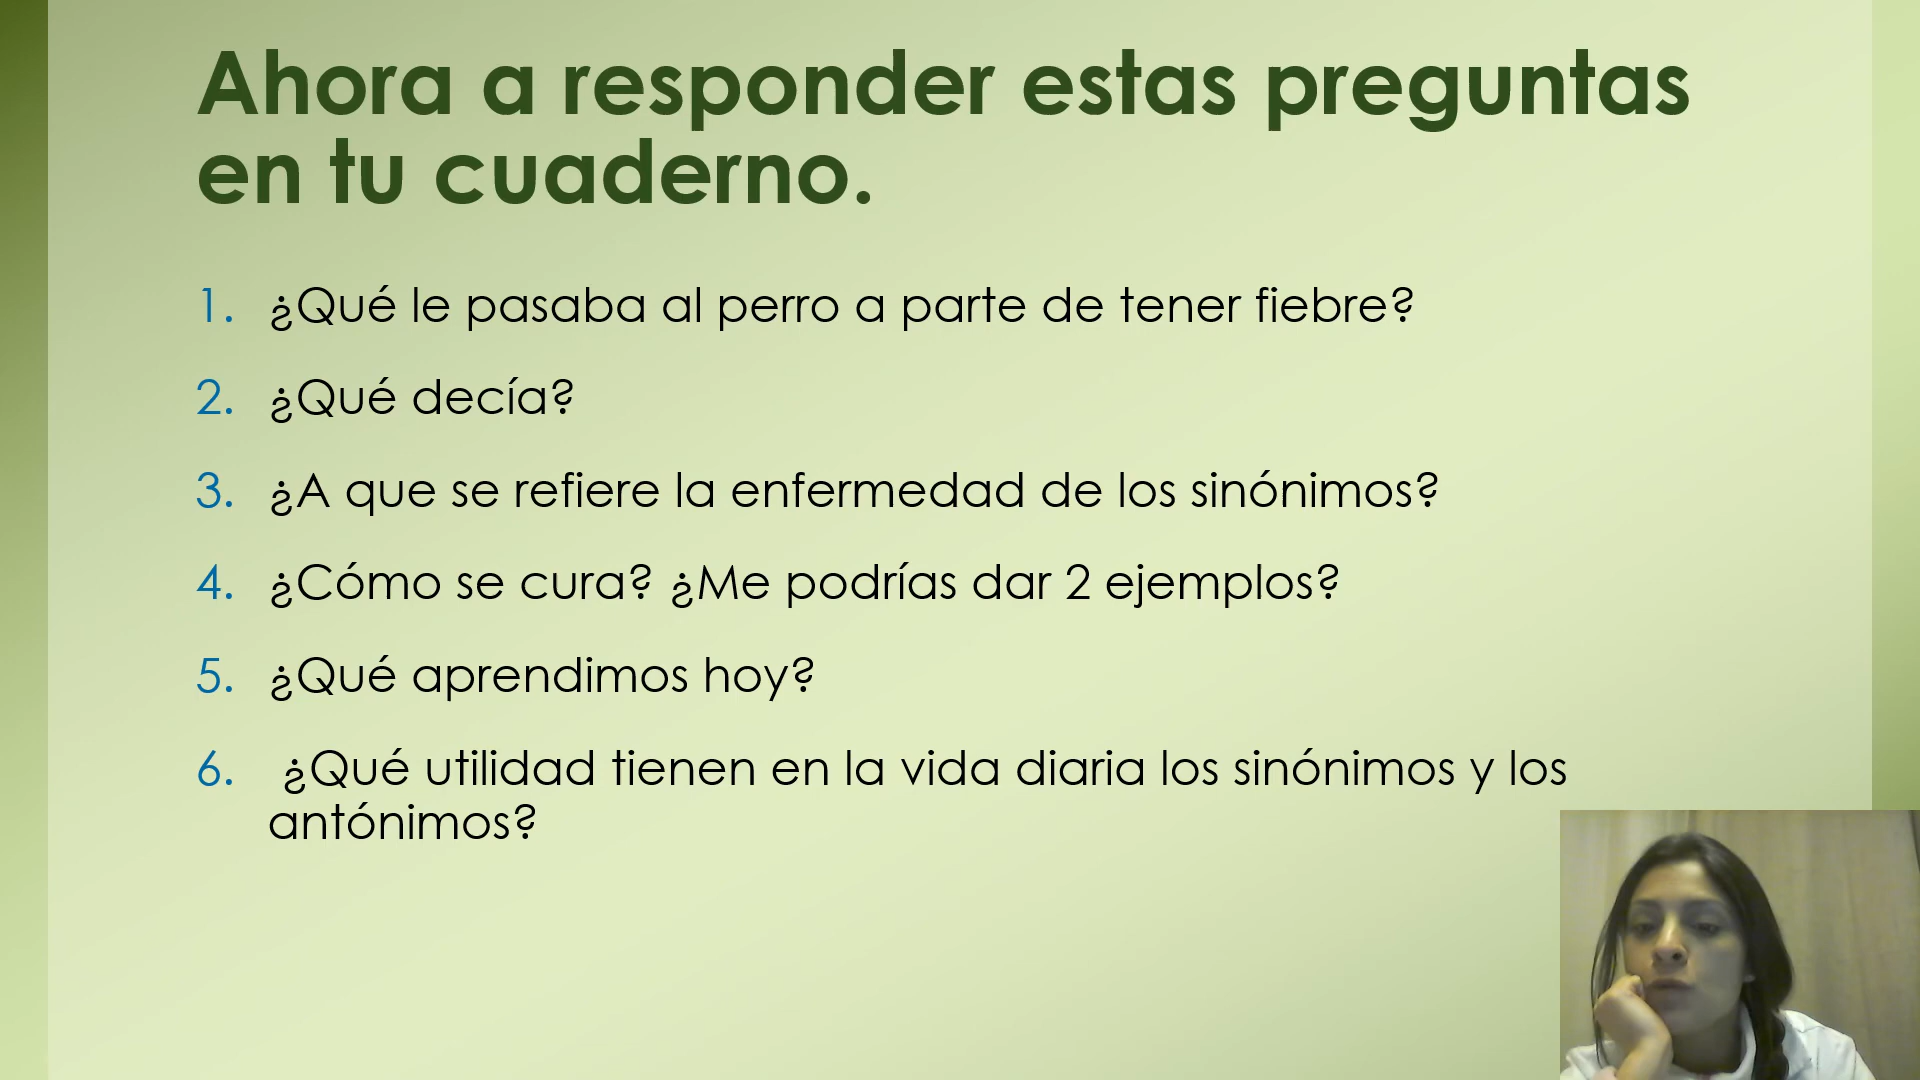 Ahora a responder estas preguntas
en tu cuaderno.
1. ¿Qué le pasaba al perro a parte de tener fiebre?
2. ¿Qué decía?
3. ¿A que se refiere la enfermedad de los sinónimos?
4. ¿Cómo se cura? ¿Me podrías dar 2 ejemplos?
5. ¿Qué aprendimos hoy?
6. ¿Qué utilidad tienen en la vida diaria los sinónimos y los
antónimos?